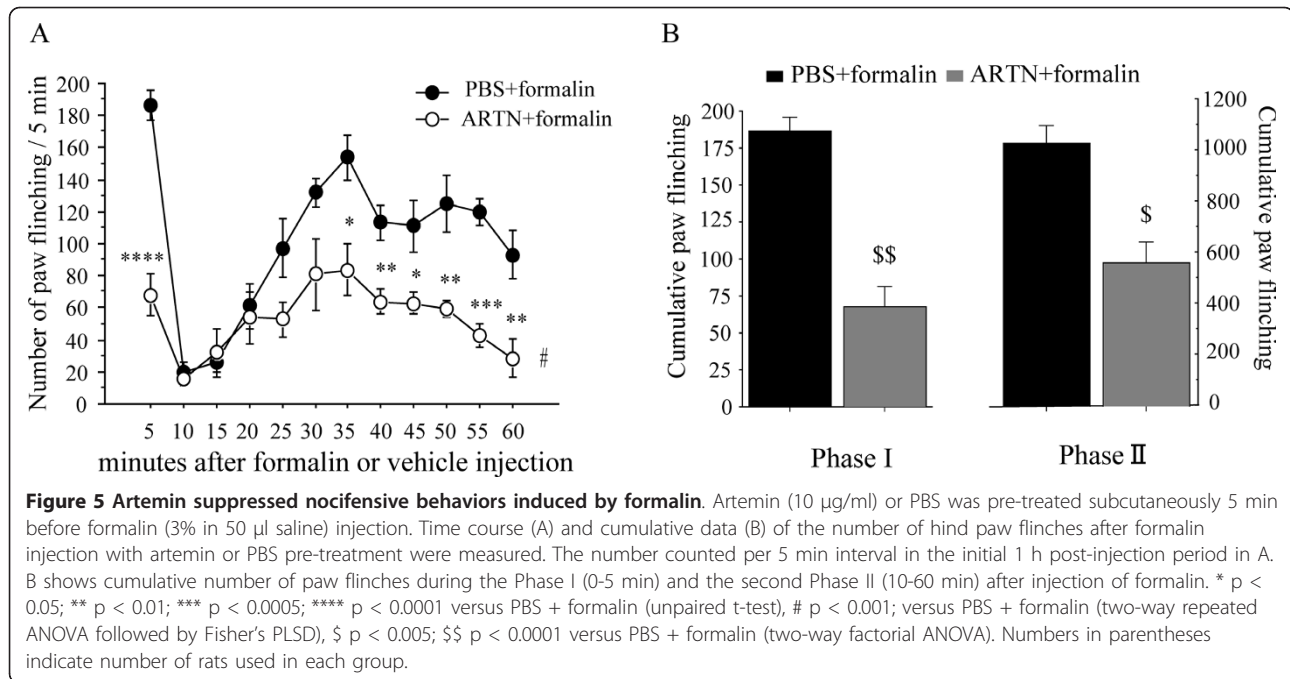 A
B
PBS+formalin
ARTN+formalin
PBS+formalin ARTN+formalin
Number of paw flinching / 5 min
200
180
160
140
120
100
80
60
40
20
0
****
*
**
*
**
***
**
#
5 10 15 20 25 30 35 40 45 50 55 60
minutes after formalin or vehicle injection
Cumulative paw flinching
200
175
150
125
100
75
50
25
0
$$
$
1200
1000
800
600
400
200
0
Cumulative paw flinching
Phase I
Phase II
Figure 5 Artemin suppressed nocifensive behaviors induced by formalin. Artemin (10 μg/ml) or PBS was pre-treated subcutaneously 5 min
before formalin (3% in 50 μl saline) injection. Time course (A) and cumulative data (B) of the number of hind paw flinches after formalin
injection with artemin or PBS pre-treatment were measured. The number counted per 5 min interval in the initial 1 h post-injection period in A.
B shows cumulative number of paw flinches during the Phase I (0-5 min) and the second Phase II (10-60 min) after injection of formalin. * p <
0.05; ** p < 0.01; *** p < 0.0005; **** p < 0.0001 versus PBS + formalin (unpaired t-test), # p < 0.001; versus PBS + formalin (two-way repeated
ANOVA followed by Fisher's PLSD), $ p < 0.005; $$ p < 0.0001 versus PBS + formalin (two-way factorial ANOVA). Numbers in parentheses
indicate number of rats used in each group.